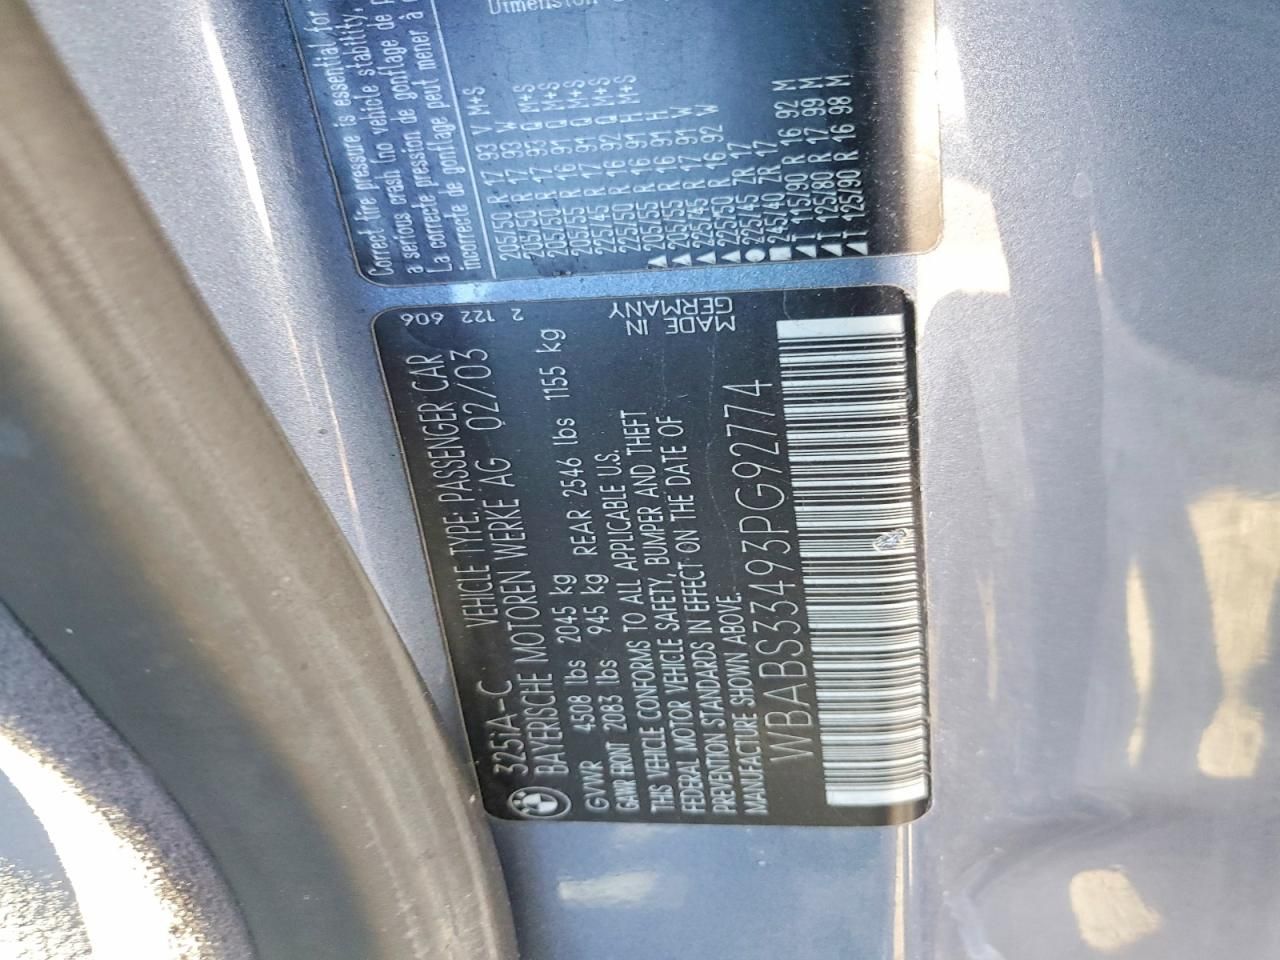 325iA-C VEHICLE TYPE: PASSENGER CAR 606
BAYERISCHE MOTOREN WERKE AG 02/03 122
2
GVWR 4508 lbs 2045 kg
GAWR FRONT 2083 lbs 945 kg REAR 2546 lbs 1155 kg
THIS VEHICLE CONFORMS TO ALL APPLICABLE U.S.
FEDERAL MOTOR VEHICLE SAFETY, BUMPER AND THEFT
PREVENTION STANDARDS IN EFFECT ON THE DATE OF
MANUFACTURE SHOWN ABOVE.
MADE IN
GERMANY
WBABS33493PG92774
Dimension
Correct tire pressure is essential for
a serious crash (no vehicle stability,
La correcte pression de gonflage de
incorrecte de gonflage peut mener à
205/50 R 17 93 V M+S
205/50 R 17 93 W
205/50 R 17 93 Q M+S
205/55 R 16 91 Q M+S
225/45 R 17 91 Q M+S
225/50 R 16 92 Q M+S
▲ 205/55 R 16 91 H M+S
▲ 205/55 R 16 91 H
▲ 225/45 R 17 91 W
▲ 225/50 R 16 92 W
● 225/45 ZR 17
■ 245/40 ZR 17
▲T 115/90 R 16 92 M
▲T 125/80 R 17 99 M
▲T 125/90 R 16 98 M